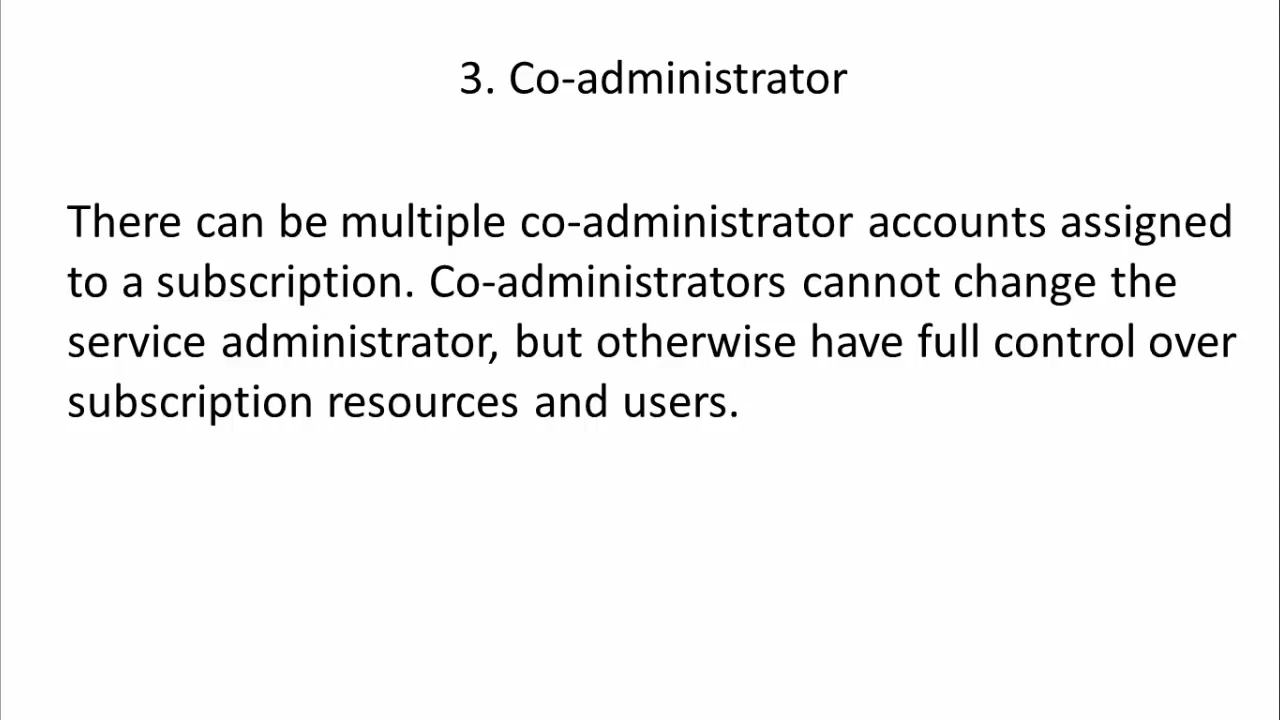 3. Co-administrator
There can be multiple co-administrator accounts assigned
to a subscription. Co-administrators cannot change the
service administrator, but otherwise have full control over
subscription resources and users.